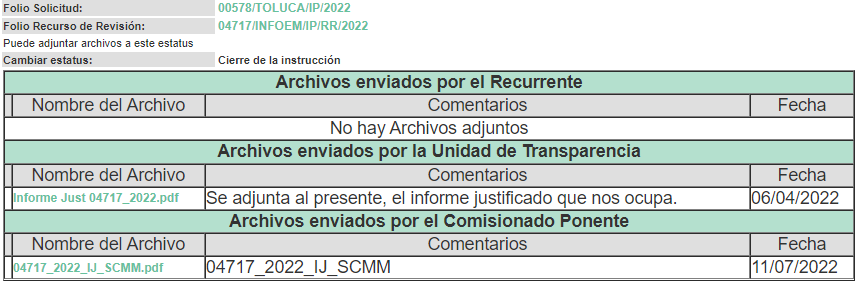 Folio Solicitud: 00578/TOLUCA/IP/2022
Folio Recurso de Revisión: 04717/INFOEM/IP/RR/2022
Puede adjuntar archivos a este estatus
Cambiar estatus: Cierre de la instrucción
Archivos enviados por el Recurrente
Nombre del Archivo Comentarios Fecha
No hay Archivos adjuntos
Archivos enviados por la Unidad de Transparencia
Nombre del Archivo Comentarios Fecha
Informe Just 04717_2022.pdf Se adjunta al presente, el informe justificado que nos ocupa. 06/04/2022
Archivos enviados por el Comisionado Ponente
Nombre del Archivo Comentarios Fecha
04717_2022_IJ_SCMM.pdf 04717_2022_IJ_SCMM 11/07/2022